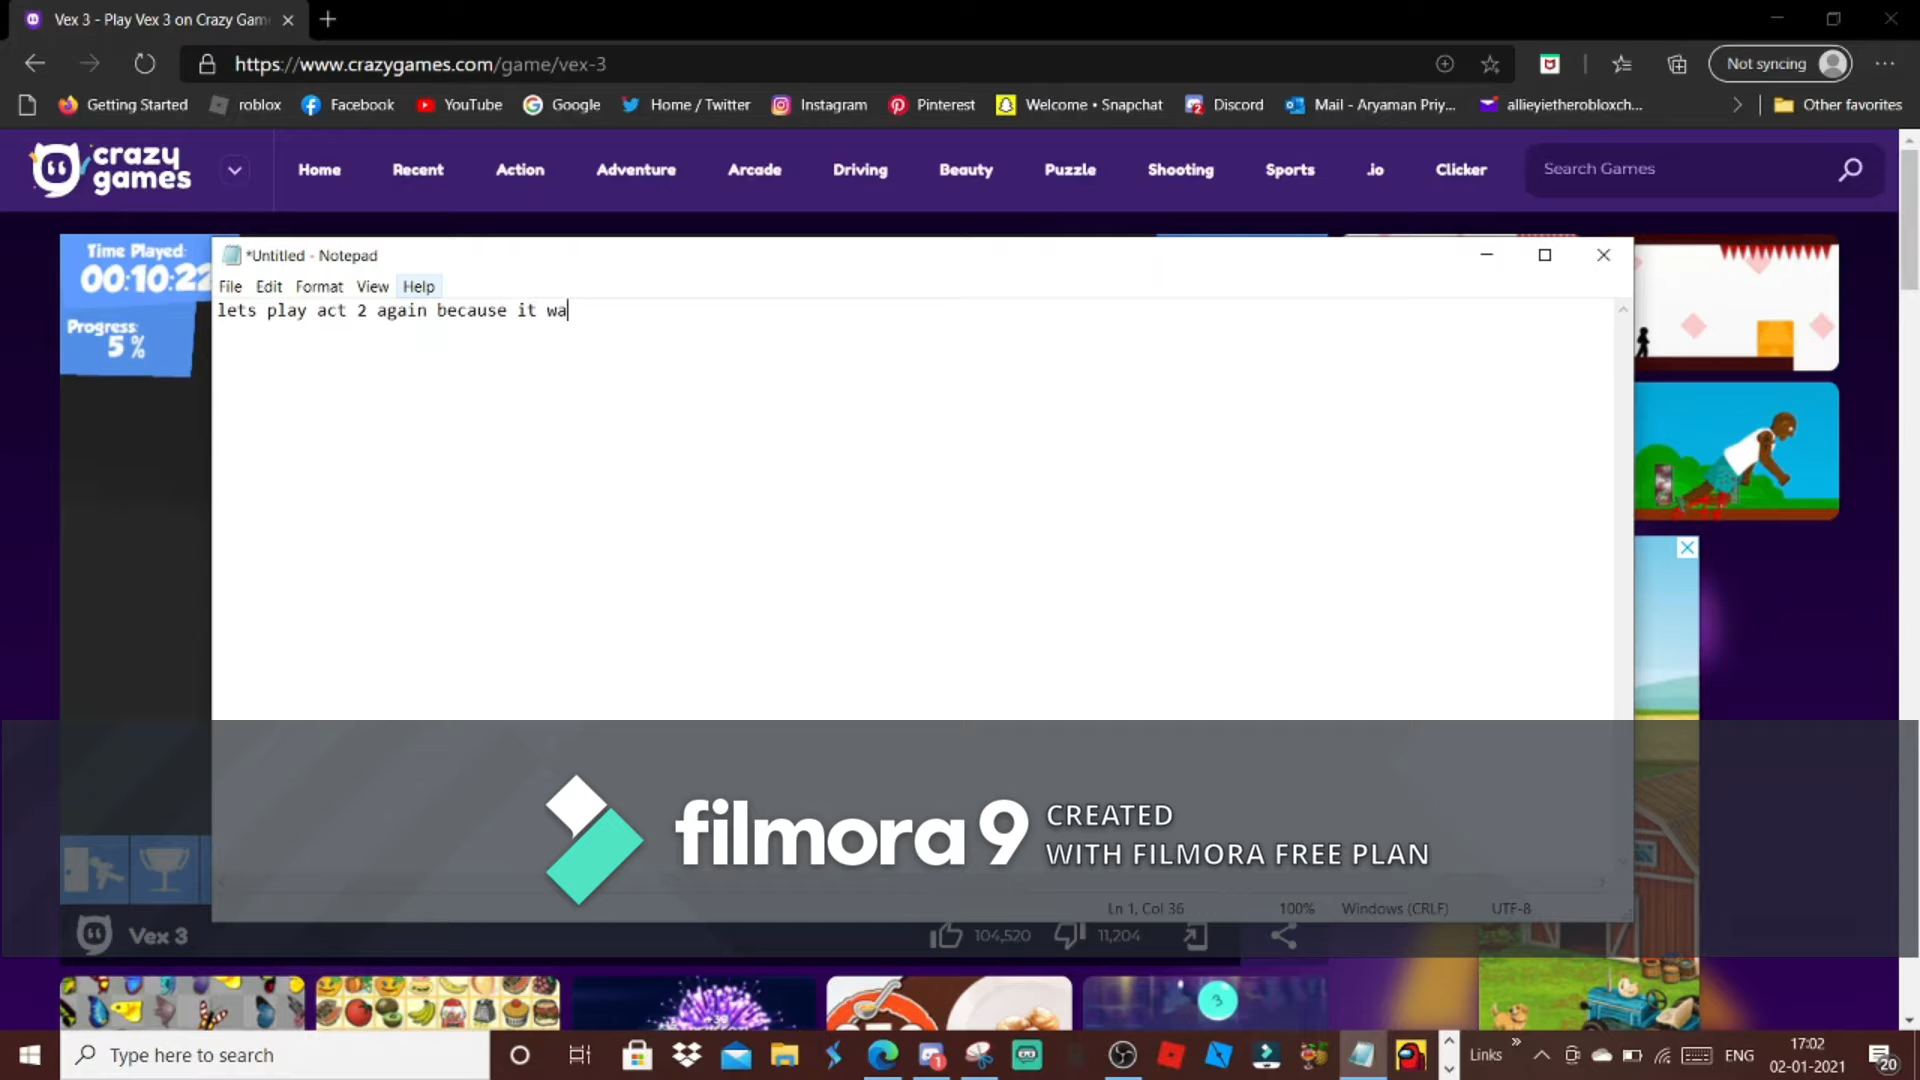 Vex 3 - Play Vex 3 on Crazy Gam
https://www.crazygames.com/game/vex-3
Not syncing
Getting Started
roblox
Facebook
YouTube
Google
Home / Twitter
Instagram
Pinterest
Welcome • Snapchat
Discord
Mail - Aryaman Priy...
allieyietherobloxch...
Other favorites
crazy
games
Home
Recent
Action
Adventure
Arcade
Driving
Beauty
Puzzle
Shooting
Sports
.io
Clicker
Search Games
Time Played:
00:10:22
Progress:
5 %
*Untitled - Notepad
File Edit Format View Help
lets play act 2 again because it wa
filmora 9
CREATED
WITH FILMORA FREE PLAN
Ln 1, Col 36
100%
Windows (CRLF)
UTF-8
Vex 3
104,520
11,204
3
Type here to search
1
Links
ENG
17:02
02-01-2021
20